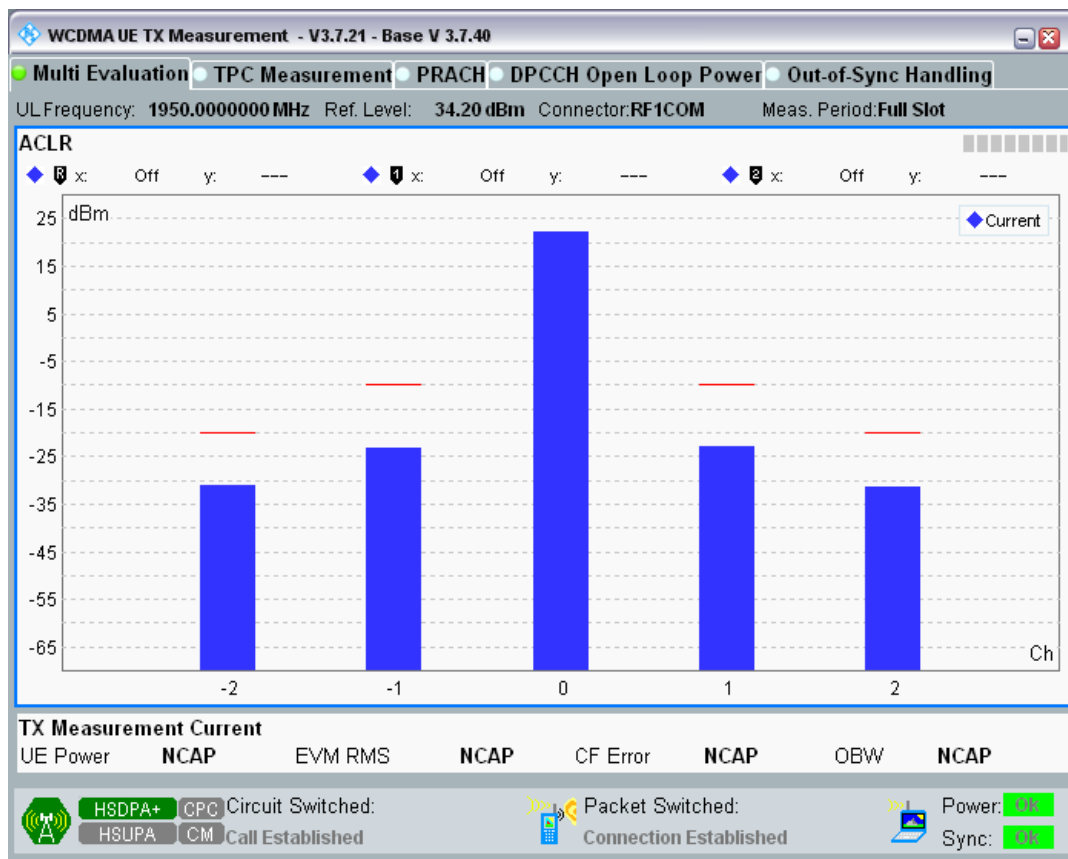 WCDMA UE TX Measurement - V3.7.21 - Base V 3.7.40
Multi Evaluation TPC Measurement PRACH DPCCH Open Loop Power Out-of-Sync Handling
UL Frequency: 1950.0000000 MHz Ref. Level: 34.20 dBm Connector:RF1COM Meas. Period:Full Slot
ACLR
R x: Off y: --- 1 x: Off y: --- 2 x: Off y: ---
dBm
Current
25
15
5
-5
-15
-25
-35
-45
-55
-65
Ch
-2 -1 0 1 2
TX Measurement Current
UE Power NCAP EVM RMS NCAP CF Error NCAP OBW NCAP
HSDPA+ CPC Circuit Switched: Packet Switched: Power: OK
HSUPA CM Call Established Connection Established Sync: OK